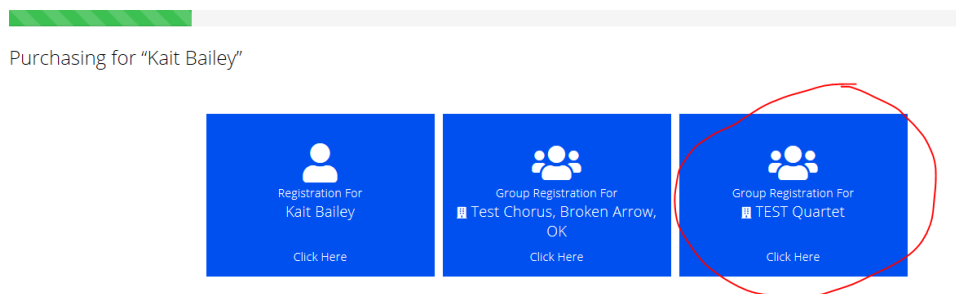 Purchasing for “Kait Bailey”
Registration For
Kait Bailey
Click Here
Group Registration For
Test Chorus, Broken Arrow,
OK
Click Here
Group Registration For
TEST Quartet
Click Here